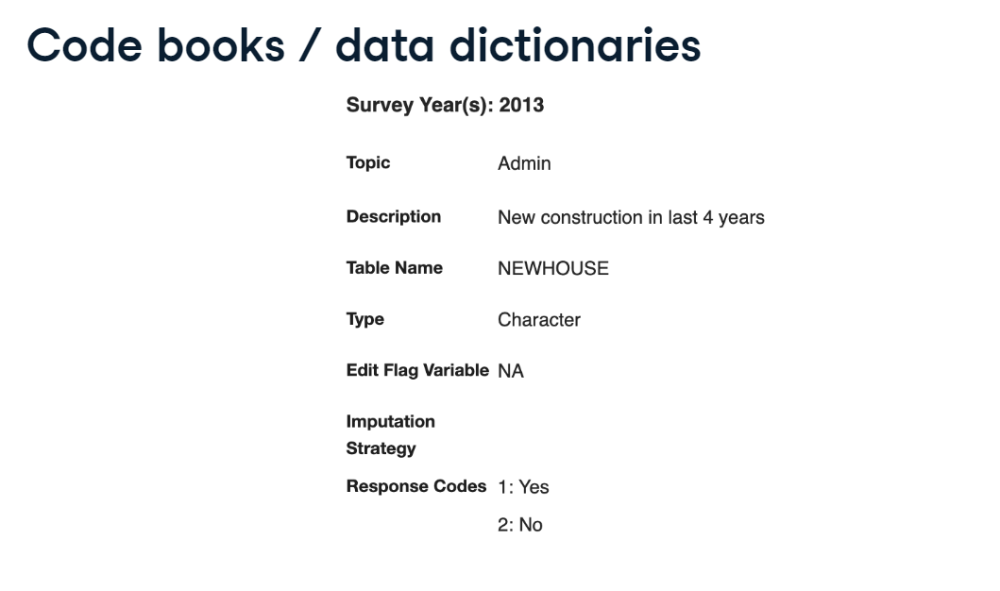 Code books / data dictionaries
Survey Year(s): 2013
Topic Admin
Description New construction in last 4 years
Table Name NEWHOUSE
Type Character
Edit Flag Variable NA
Imputation
Strategy
Response Codes 1: Yes
2: No